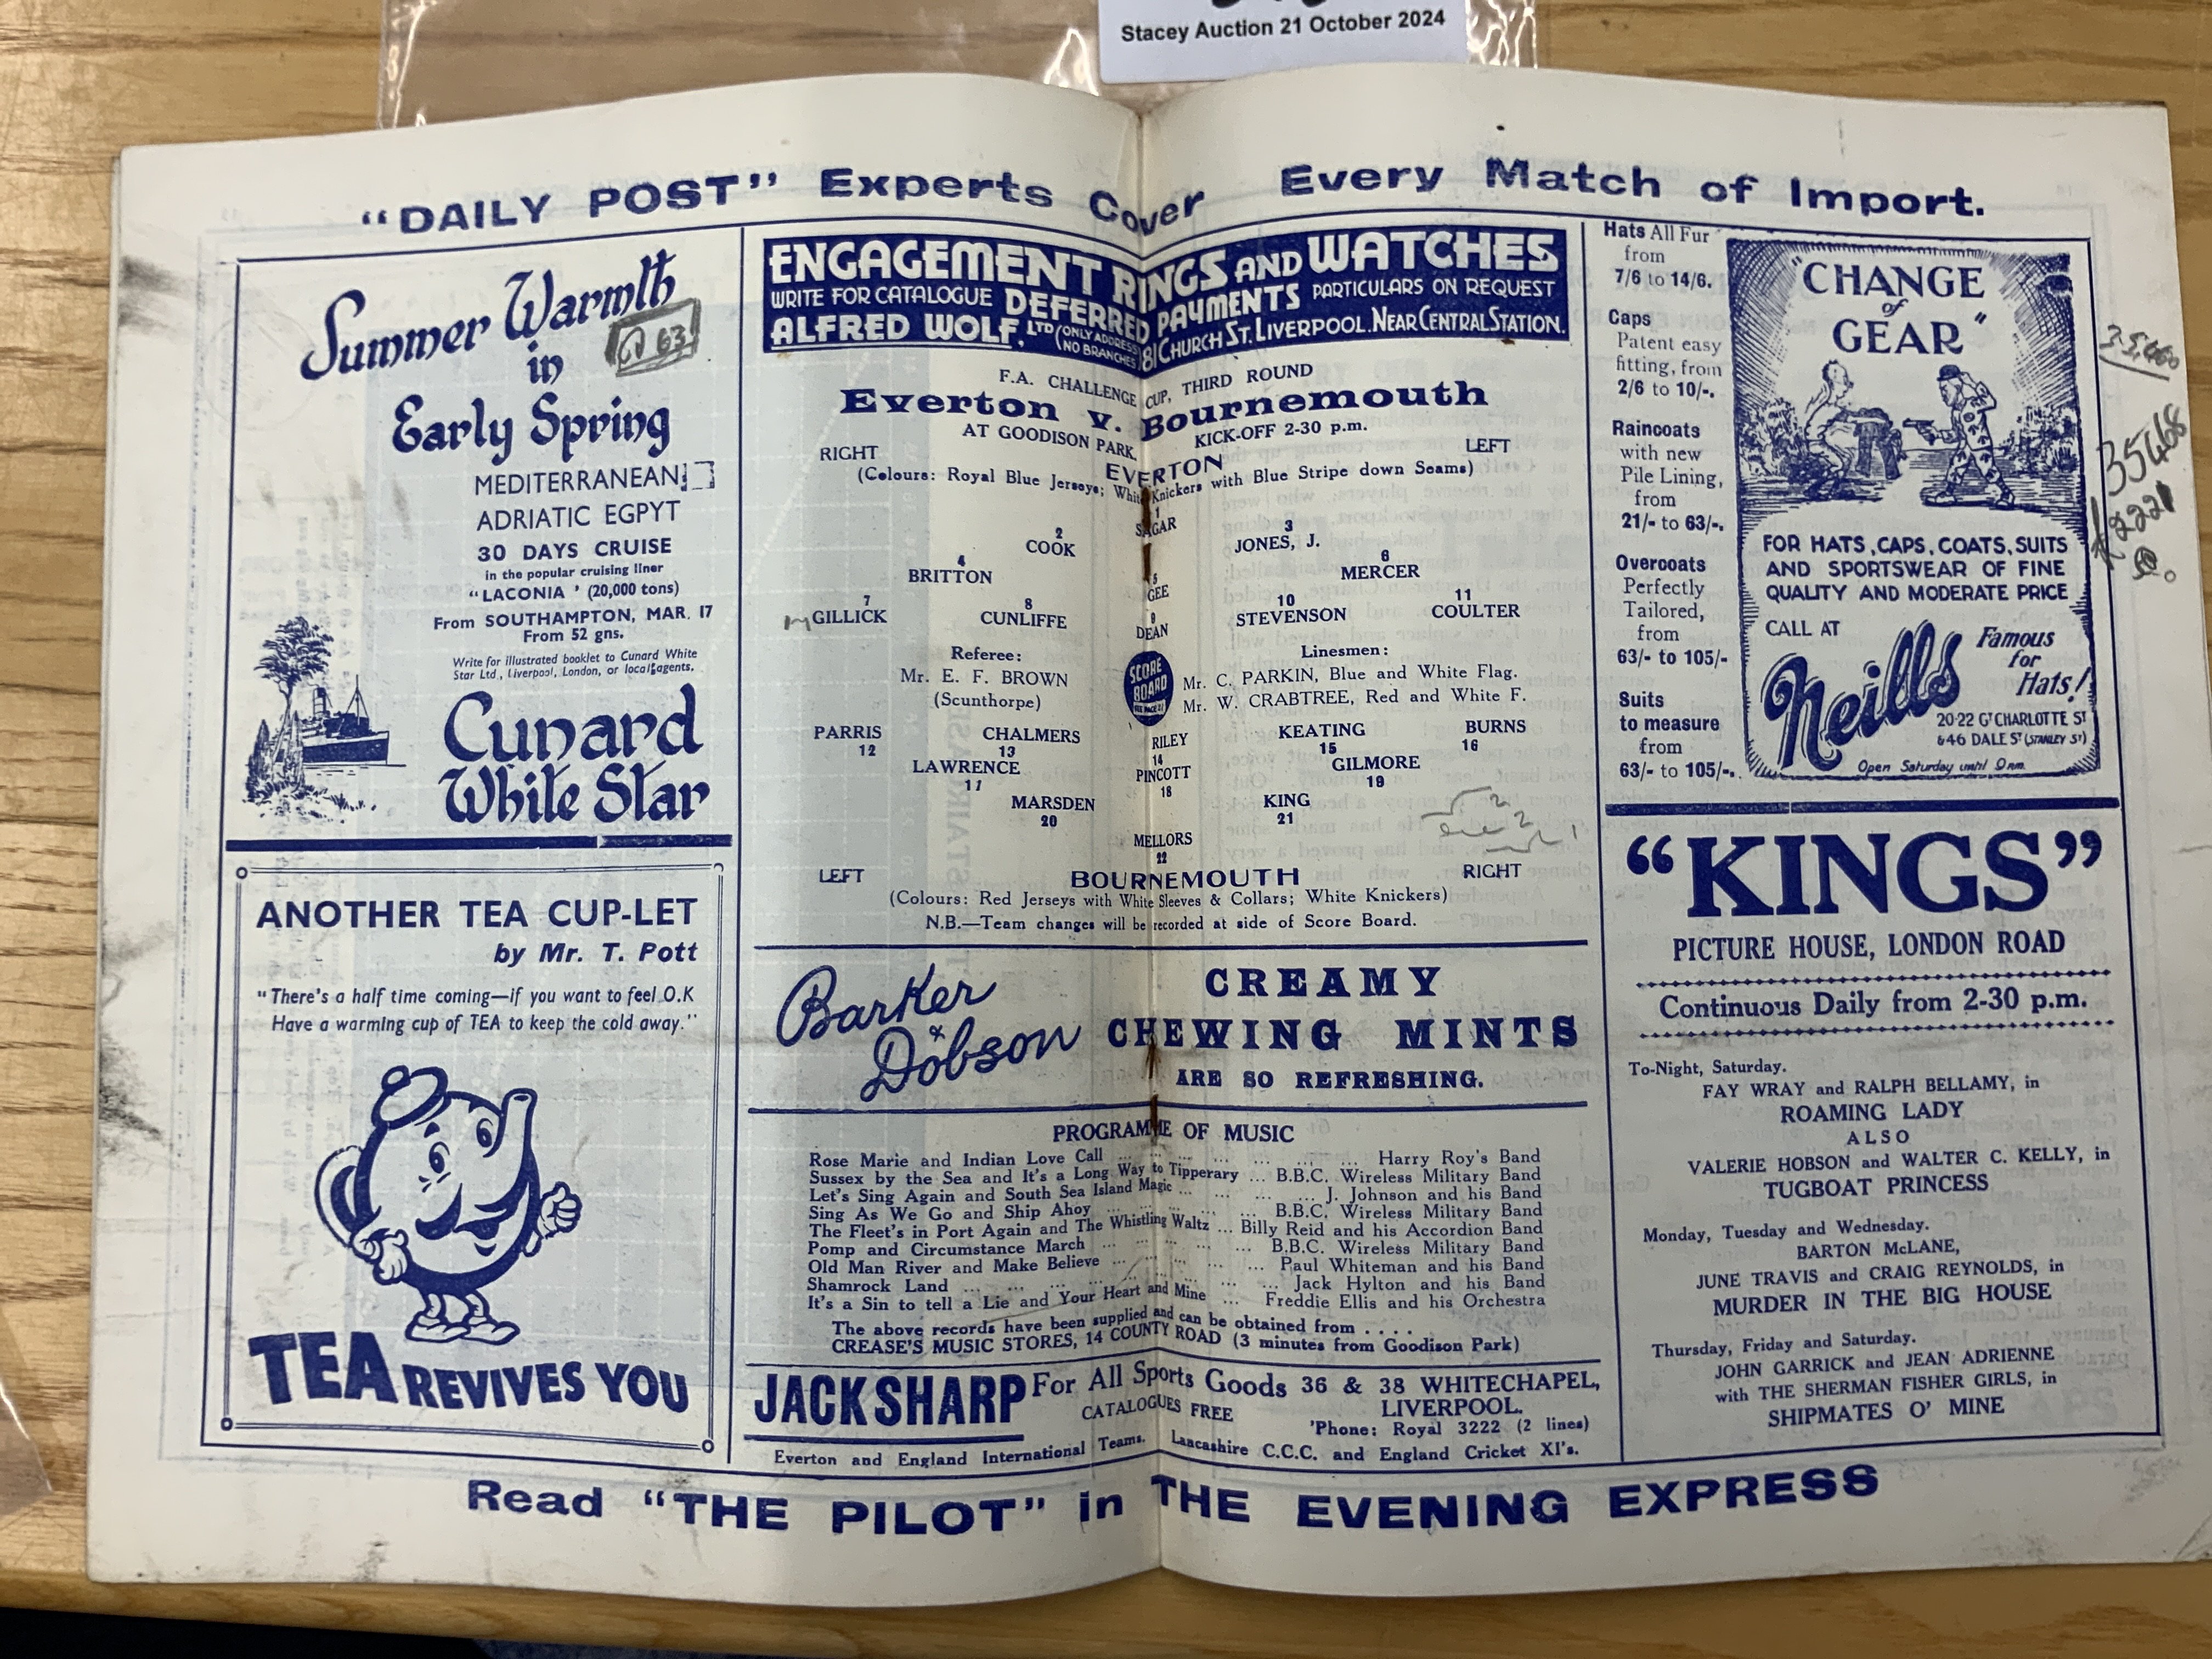 Stacey Auction 21 October 2024
"DAILY POST" Experts Cover Every Match of Import.
Summer Warmth
in
Early Spring
MEDITERRANEAN
ADRIATIC EGPYT
30 DAYS CRUISE
in the popular cruising liner
"LACONIA' (20,000 tons)
From SOUTHAMPTON, MAR. 17
From 52 gns.
Write for illustrated booklet to Cunard White
Star Ltd., Liverpool, London, or local agents.
Cunard
White Star
ANOTHER TEA CUP-LET
by Mr. T. Pott
"There's a half time coming—if you want to feel O.K
Have a warming cup of TEA to keep the cold away."
TEA REVIVES YOU
ENGAGEMENT RINGS AND WATCHES
WRITE FOR CATALOGUE DEFERRED PAYMENTS PARTICULARS ON REQUEST
ALFRED WOLF, LTD (ONLY ADDRESS NO BRANCHES) 81 CHURCH ST. LIVERPOOL. NEAR CENTRAL STATION.
F.A. CHALLENGE CUP, THIRD ROUND
Everton v. Bournemouth
AT GOODISON PARK, KICK-OFF 2-30 p.m.
RIGHT EVERTON LEFT
(Colours: Royal Blue Jerseys; White Knickers with Blue Stripe down Seams)
1
SAGAR
2 3
COOK JONES, J.
4 5 6
BRITTON GEE MERCER
7 8 9 10 11
GILLICK CUNLIFFE DEAN STEVENSON COULTER
Referee: Linesmen:
Mr. E. F. BROWN Mr. C. PARKIN, Blue and White Flag.
(Scunthorpe) Mr. W. CRABTREE, Red and White F.
SCORE
BOARD
SEE PAGE 21
PARRIS CHALMERS RILEY KEATING BURNS
12 13 14 15 16
LAWRENCE PINCOTT GILMORE
17 18 19
MARSDEN KING
20 21
MELLORS
22
LEFT BOURNEMOUTH RIGHT
(Colours: Red Jerseys with White Sleeves & Collars; White Knickers)
N.B.—Team changes will be recorded at side of Score Board.
Barker & Dobson
CREAMY
CHEWING MINTS
ARE SO REFRESHING.
PROGRAMME OF MUSIC
Rose Marie and Indian Love Call ... Harry Roy's Band
Sussex by the Sea and It's a Long Way to Tipperary ... B.B.C. Wireless Military Band
Let's Sing Again and South Sea Island Magic ... J. Johnson and his Band
Sing As We Go and Ship Ahoy ... B.B.C. Wireless Military Band
The Fleet's in Port Again and The Whistling Waltz ... Billy Reid and his Accordion Band
Pomp and Circumstance March ... B.B.C. Wireless Military Band
Old Man River and Make Believe ... Paul Whiteman and his Band
Shamrock Land ... Jack Hylton and his Band
It's a Sin to tell a Lie and Your Heart and Mine ... Freddie Ellis and his Orchestra
The above records have been supplied and can be obtained from . . . .
CREASE'S MUSIC STORES, 14 COUNTY ROAD (3 minutes from Goodison Park)
JACK SHARP For All Sports Goods 36 & 38 WHITECHAPEL,
CATALOGUES FREE LIVERPOOL.
'Phone: Royal 3222 (2 lines)
Everton and England International Teams. Lancashire C.C.C. and England Cricket XI's.
Hats All Fur
from
7/6 to 14/6.
Caps
Patent easy
fitting, from
2/6 to 10/-.
Raincoats
with new
Pile Lining,
from
21/- to 63/-.
Overcoats
Perfectly
Tailored,
from
63/- to 105/-
Suits
to measure
from
63/- to 105/-.
"CHANGE
of
GEAR"
FOR HATS, CAPS, COATS, SUITS
AND SPORTSWEAR OF FINE
QUALITY AND MODERATE PRICE
CALL AT
Neills
Famous
for
Hats!
20-22 GT CHARLOTTE ST
& 46 DALE ST (STANLEY ST)
Open Saturday until 9 p.m.
35468
"KINGS"
PICTURE HOUSE, LONDON ROAD
Continuous Daily from 2-30 p.m.
To-Night, Saturday.
FAY WRAY and RALPH BELLAMY, in
ROAMING LADY
ALSO
VALERIE HOBSON and WALTER C. KELLY, in
TUGBOAT PRINCESS
Monday, Tuesday and Wednesday.
BARTON McLANE,
JUNE TRAVIS and CRAIG REYNOLDS, in
MURDER IN THE BIG HOUSE
Thursday, Friday and Saturday.
JOHN GARRICK and JEAN ADRIENNE
with THE SHERMAN FISHER GIRLS, in
SHIPMATES O' MINE
Read "THE PILOT" in THE EVENING EXPRESS